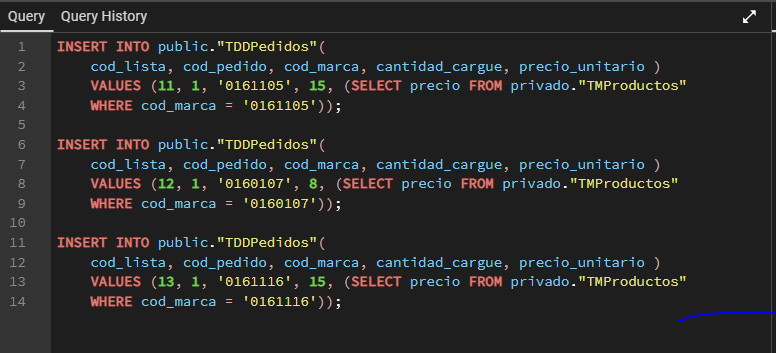 Query Query History
1 INSERT INTO public."TDDPedidos"(
2 cod_lista, cod_pedido, cod_marca, cantidad_cargue, precio_unitario )
3 VALUES (11, 1, '0161105', 15, (SELECT precio FROM privado."TMProductos"
4 WHERE cod_marca = '0161105'));
5
6 INSERT INTO public."TDDPedidos"(
7 cod_lista, cod_pedido, cod_marca, cantidad_cargue, precio_unitario )
8 VALUES (12, 1, '0160107', 8, (SELECT precio FROM privado."TMProductos"
9 WHERE cod_marca = '0160107'));
10
11 INSERT INTO public."TDDPedidos"(
12 cod_lista, cod_pedido, cod_marca, cantidad_cargue, precio_unitario )
13 VALUES (13, 1, '0161116', 15, (SELECT precio FROM privado."TMProductos"
14 WHERE cod_marca = '0161116'));